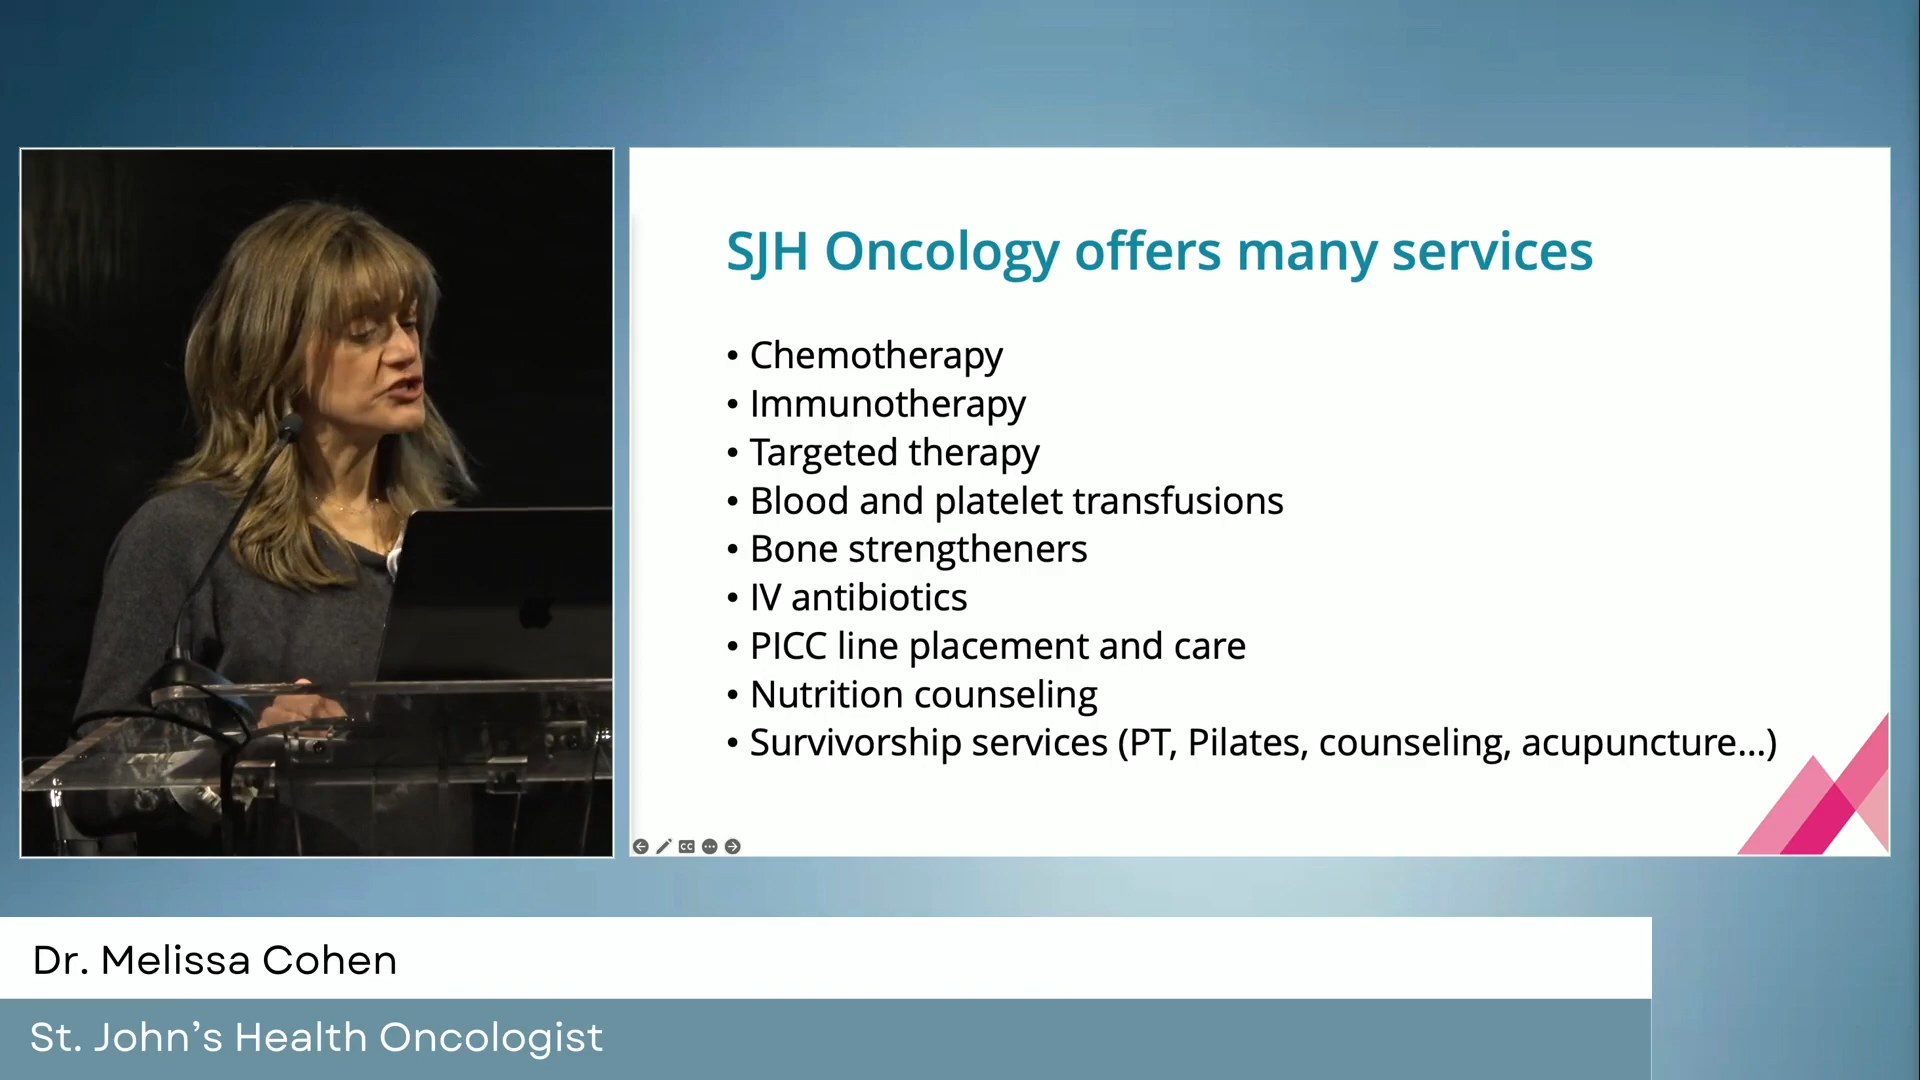 SJH Oncology offers many services
• Chemotherapy
• Immunotherapy
• Targeted therapy
• Blood and platelet transfusions
• Bone strengtheners
• IV antibiotics
• PICC line placement and care
• Nutrition counseling
• Survivorship services (PT, Pilates, counseling, acupuncture...)
CC
Dr. Melissa Cohen
St. John’s Health Oncologist